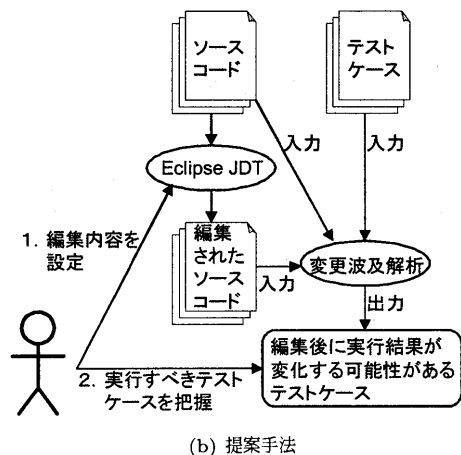 ソース
コード
テスト
ケース
入力
Eclipse JDT
1. 編集内容を
設定
編集
された
ソース
コード
入力
変更波及解析
出力
編集後に実行結果が
変化する可能性がある
テストケース
2. 実行すべきテスト
ケースを把握
入力
(b) 提案手法